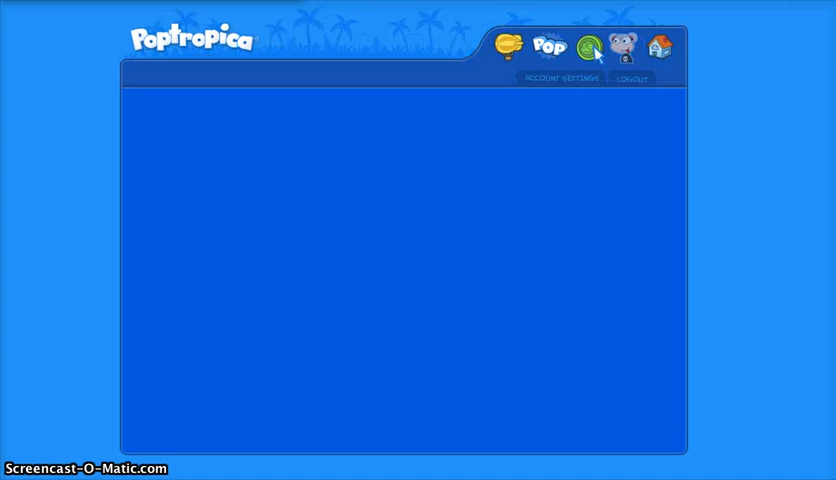 Poptropica
POP
ACCOUNT SETTINGS
LOGOUT
Screencast-O-Matic.com